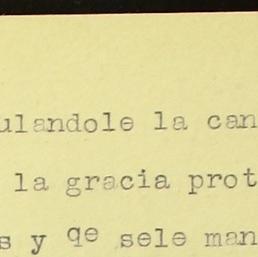 ulandole la can
la gracia prot
s y qe sele man